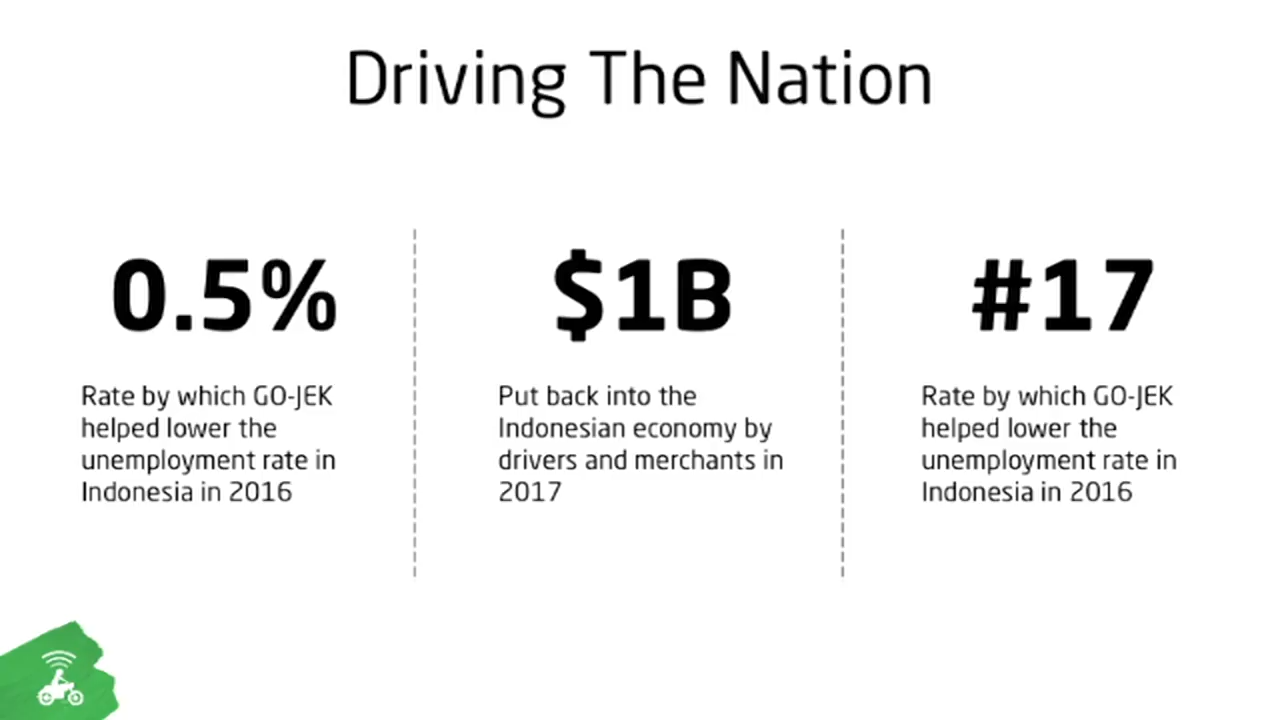 Driving The Nation
0.5%
Rate by which GO-JEK
helped lower the
unemployment rate in
Indonesia in 2016
$1B
Put back into the
Indonesian economy by
drivers and merchants in
2017
#17
Rate by which GO-JEK
helped lower the
unemployment rate in
Indonesia in 2016